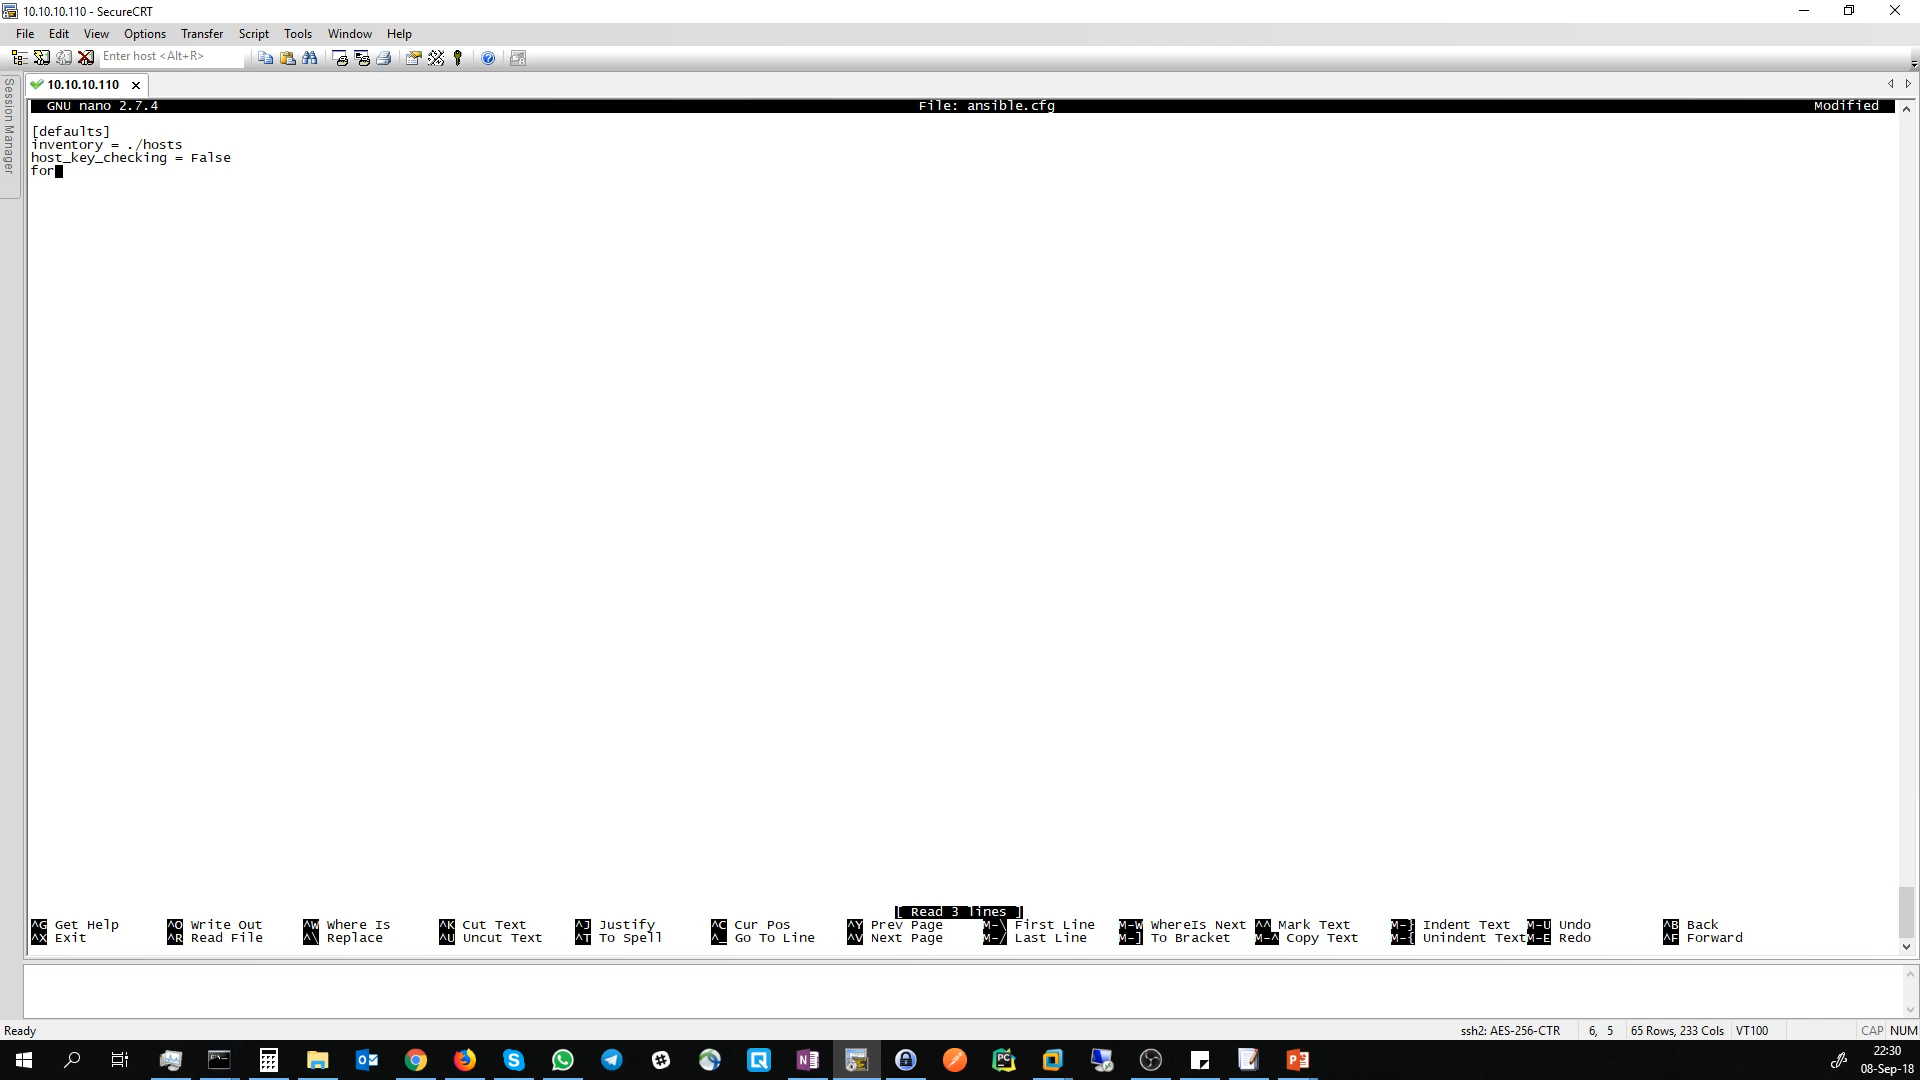 10.10.10.110 - SecureCRT
File Edit View Options Transfer Script Tools Window Help
Enter host <Alt+R>
Session Manager
10.10.10.110
GNU nano 2.7.4 File: ansible.cfg Modified
[defaults]
inventory = ./hosts
host_key_checking = False
for
[ Read 3 lines ]
^G Get Help ^O Write Out ^W Where Is ^K Cut Text ^J Justify ^C Cur Pos ^Y Prev Page M-\ First Line M-W WhereIs Next ^^ Mark Text M-} Indent Text M-U Undo ^B Back
^X Exit ^R Read File ^\ Replace ^U Uncut Text ^T To Spell ^_ Go To Line ^V Next Page M-/ Last Line M-] To Bracket M-^ Copy Text M-{ Unindent Text M-E Redo ^F Forward
Ready ssh2: AES-256-CTR 6, 5 65 Rows, 233 Cols VT100 CAP NUM
22:30
08-Sep-18